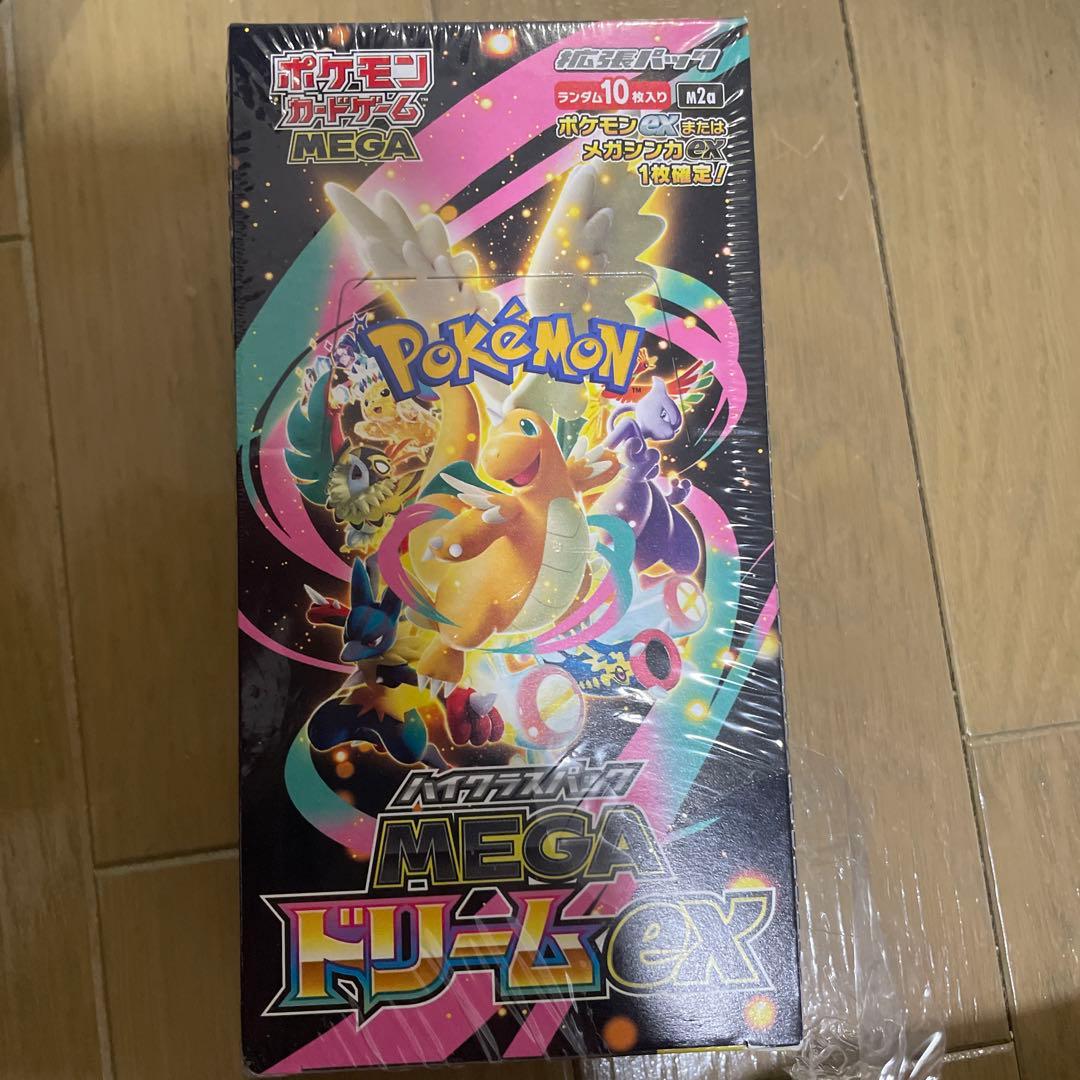 ポケモン
カードゲーム™
MEGA
拡張パック
ランダム10枚入り M2a
ポケモンexまたは
メガシンカex
1枚確定!
POKéMON™
ハイクラスパック
MEGA
ドリームex